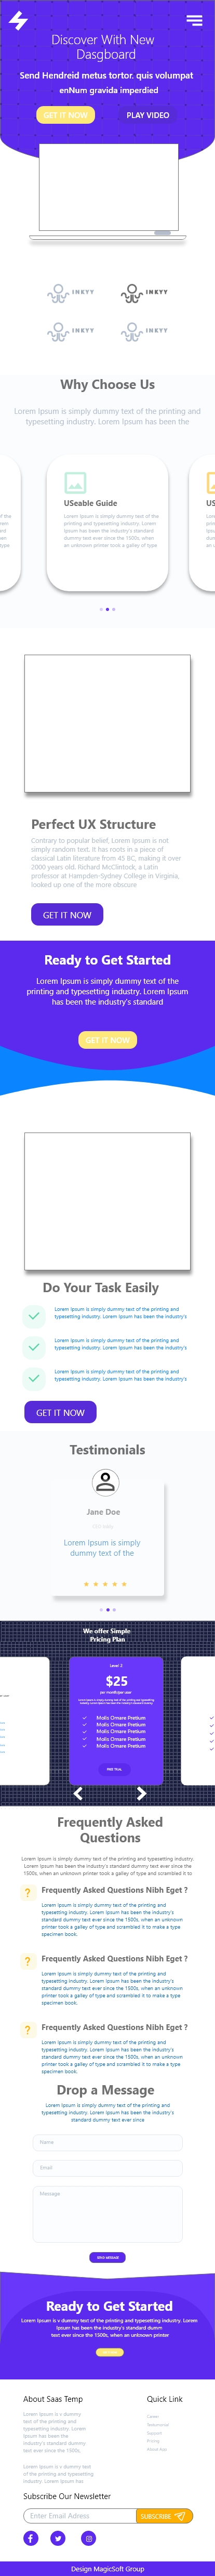 Discover With New
Dasgboard
Send Hendreid metus tortor. quis volumpat
enNum gravida imperdied
GET IT NOW
PLAY VIDEO
INKYY
INKYY
INKYY
INKYY
Why Choose Us
Lorem Ipsum is simply dummy text of the printing and
typesetting industry. Lorem Ipsum has been the
USeable Guide
Lorem Ipsum is simply dummy text of the
printing and typesetting industry. Lorem
Ipsum has been the industry's standard
dummy text ever since the 1500s, when
an unknown printer took a galley of type
Perfect UX Structure
Contrary to popular belief, Lorem Ipsum is not
simply random text. It has roots in a piece of
classical Latin literature from 45 BC, making it over
2000 years old. Richard McClintock, a Latin
professor at Hampden-Sydney College in Virginia,
looked up one of the more obscure
GET IT NOW
Ready to Get Started
Lorem Ipsum is simply dummy text of the
printing and typesetting industry. Lorem Ipsum
has been the industry's standard
GET IT NOW
Do Your Task Easily
Lorem Ipsum is simply dummy text of the printing and
typesetting industry. Lorem Ipsum has been the industry's
Lorem Ipsum is simply dummy text of the printing and
typesetting industry. Lorem Ipsum has been the industry's
Lorem Ipsum is simply dummy text of the printing and
typesetting industry. Lorem Ipsum has been the industry's
GET IT NOW
Testimonials
Jane Doe
Lorem Ipsum is simply
dummy text of the
We offer Simple
Pricing Plan
Level 2
$25
per month/per user
Molis Ornare Pretium
Molis Ornare Pretium
Molis Ornare Pretium
Molis Ornare Pretium
Molis Ornare Pretium
FREE TRIAL
Frequently Asked
Questions
Lorem Ipsum is simply dummy text of the printing and typesetting industry.
Lorem Ipsum has been the industry's standard dummy text ever since the
1500s, when an unknown printer took a galley of type and scrambled it to
? Frequently Asked Questions Nibh Eget ?
Lorem Ipsum is simply dummy text of the printing and typesetting
industry. Lorem Ipsum has been the industry's
standard dummy text ever since the 1500s, when an unknown
printer took a galley of type and scrambled it to make a type
specimen book.
? Frequently Asked Questions Nibh Eget ?
Lorem Ipsum is simply dummy text of the printing and typesetting
industry. Lorem Ipsum has been the industry's
standard dummy text ever since the 1500s, when an unknown
printer took a galley of type and scrambled it to make a type
specimen book.
? Frequently Asked Questions Nibh Eget ?
Lorem Ipsum is simply dummy text of the printing and typesetting
industry. Lorem Ipsum has been the industry's
standard dummy text ever since the 1500s, when an unknown
printer took a galley of type and scrambled it to make a type
specimen book.
Drop a Message
Lorem Ipsum is simply dummy text of the printing and
typesetting industry. Lorem Ipsum has been the industry's
standard dummy text ever since
Name
Email
Message
SEND MESSAGE
Ready to Get Started
Lorem Ipsum is v dummy text of the printing and typesetting industry. Lorem
Ipsum has been the industry's standard dummy
text ever since the 1500s, when an unknown printer
About Saas Temp
Lorem Ipsum is v dummy
text of the printing and
typesetting industry. Lorem
Ipsum has been the
industry's standard dummy
text ever since the 1500s,
Lorem Ipsum is v dummy text
of the printing and typesetting
industry. Lorem Ipsum has
Quick Link
Career
Testomonial
Support
Pricing
Subscribe Our Newsletter
Enter Email Adress
SUBSCRIBE
Design MagicSoft Group